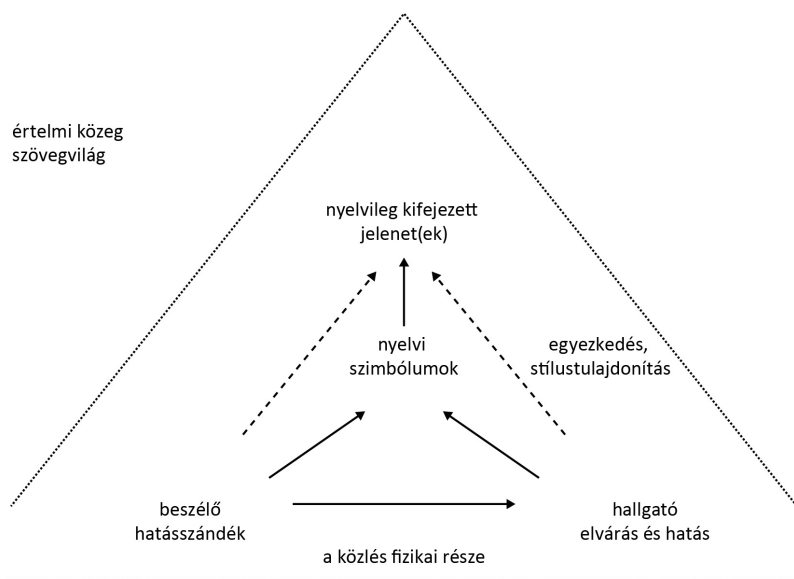 értelmi közeg
szövegvilág
nyelvileg kifejezett
jelenet(ek)
nyelvi
szimbólumok
egyezkedés,
stílustulajdonítás
beszélő
hatásszándék
hallgató
elvárás és hatás
a közlés fizikai része